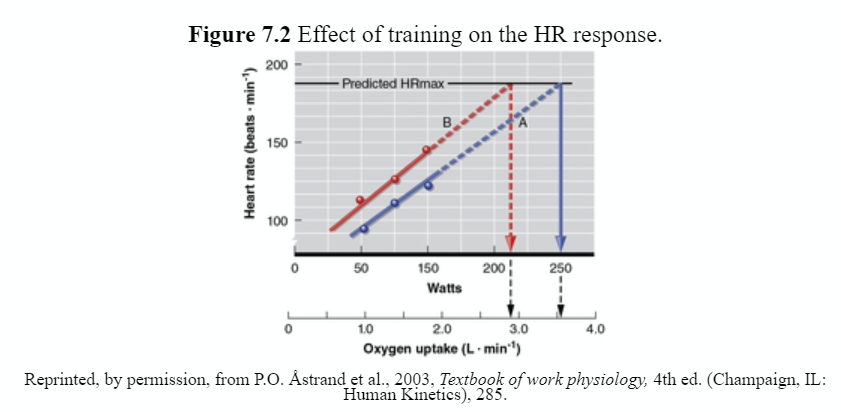 Figure 7.2 Effect of training on the HR response.
200
Predicted HRmax
B
A
150
100
Heart rate (beats · min⁻¹)
0 50 150 200 250
Watts
0 1.0 2.0 3.0 4.0
Oxygen uptake (L · min⁻¹)
Reprinted, by permission, from P.O. Åstrand et al., 2003, Textbook of work physiology, 4th ed. (Champaign, IL:
Human Kinetics), 285.